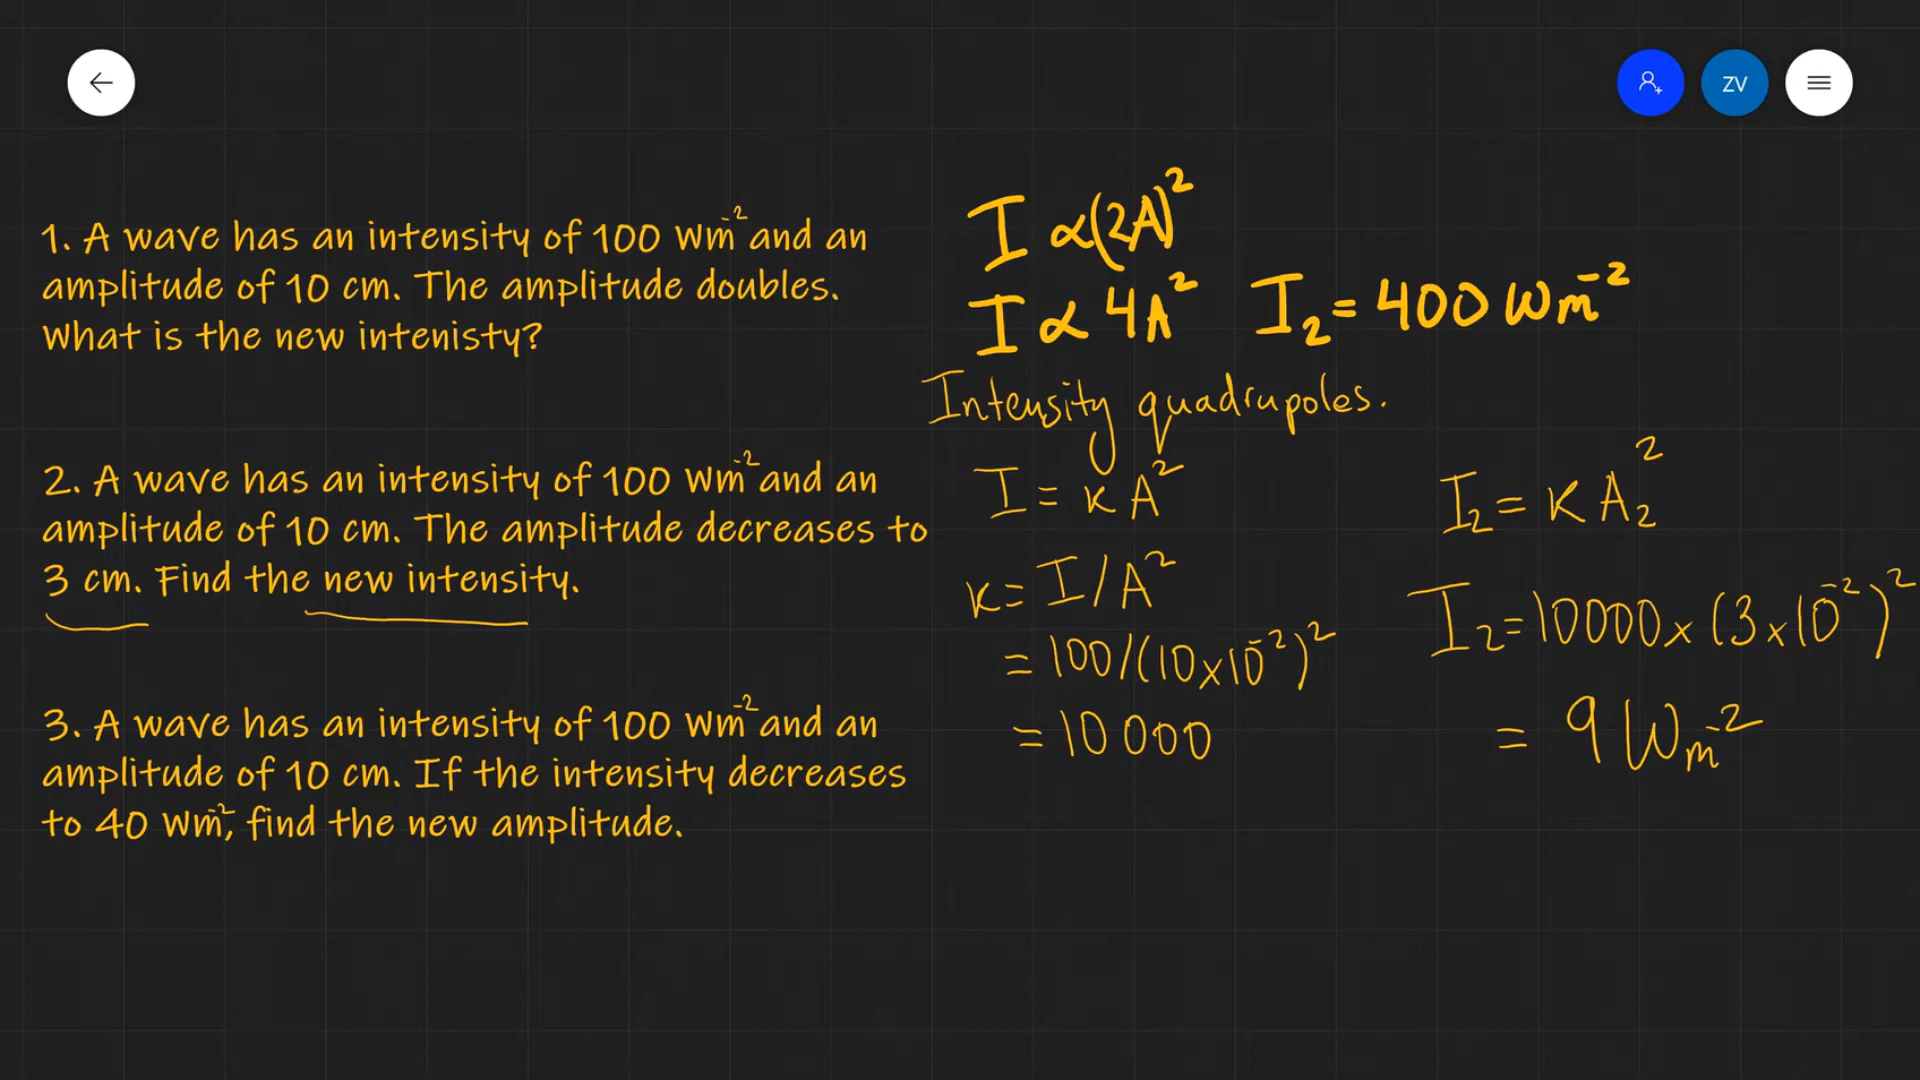 ZV
1. A wave has an intensity of 100 Wm⁻² and an
amplitude of 10 cm. The amplitude doubles.
What is the new intenisty?
I ∝ (2A)²
I ∝ 4A² I₂ = 400 Wm⁻²
Intensity quadrupoles.
2. A wave has an intensity of 100 Wm⁻² and an
amplitude of 10 cm. The amplitude decreases to
3 cm. Find the new intensity.
I = KA²
K = I/A²
= 100/(10×10⁻²)²
= 10 000
I₂ = KA₂²
I₂ = 10000 × (3×10⁻²)²
= 9 Wm⁻²
3. A wave has an intensity of 100 Wm⁻² and an
amplitude of 10 cm. If the intensity decreases
to 40 Wm⁻², find the new amplitude.